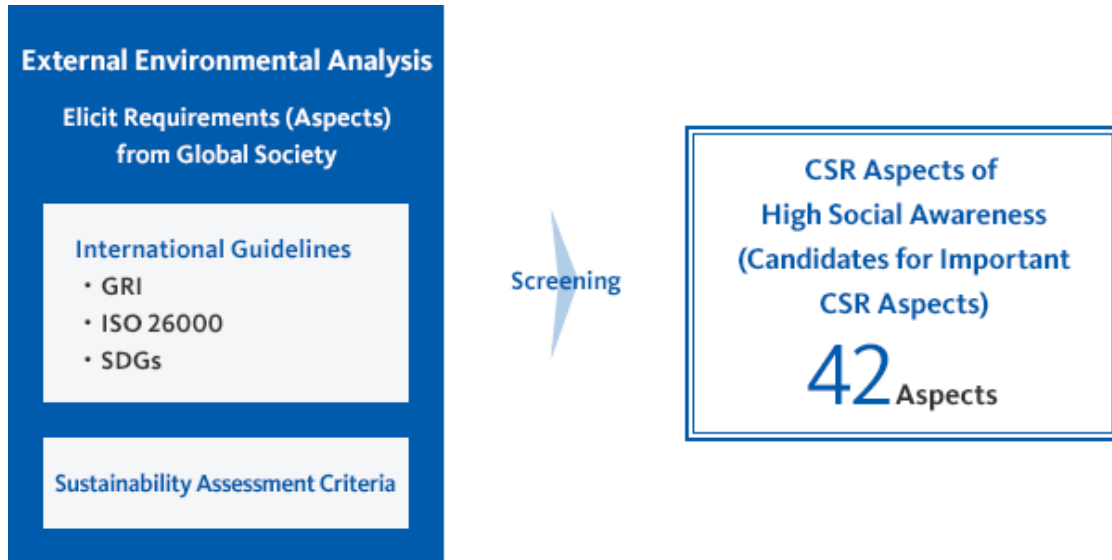 External Environmental Analysis
Elicit Requirements (Aspects)
from Global Society
International Guidelines
・GRI
・ISO 26000
・SDGs
Sustainability Assessment Criteria
Screening
CSR Aspects of
High Social Awareness
(Candidates for Important
CSR Aspects)
42 Aspects